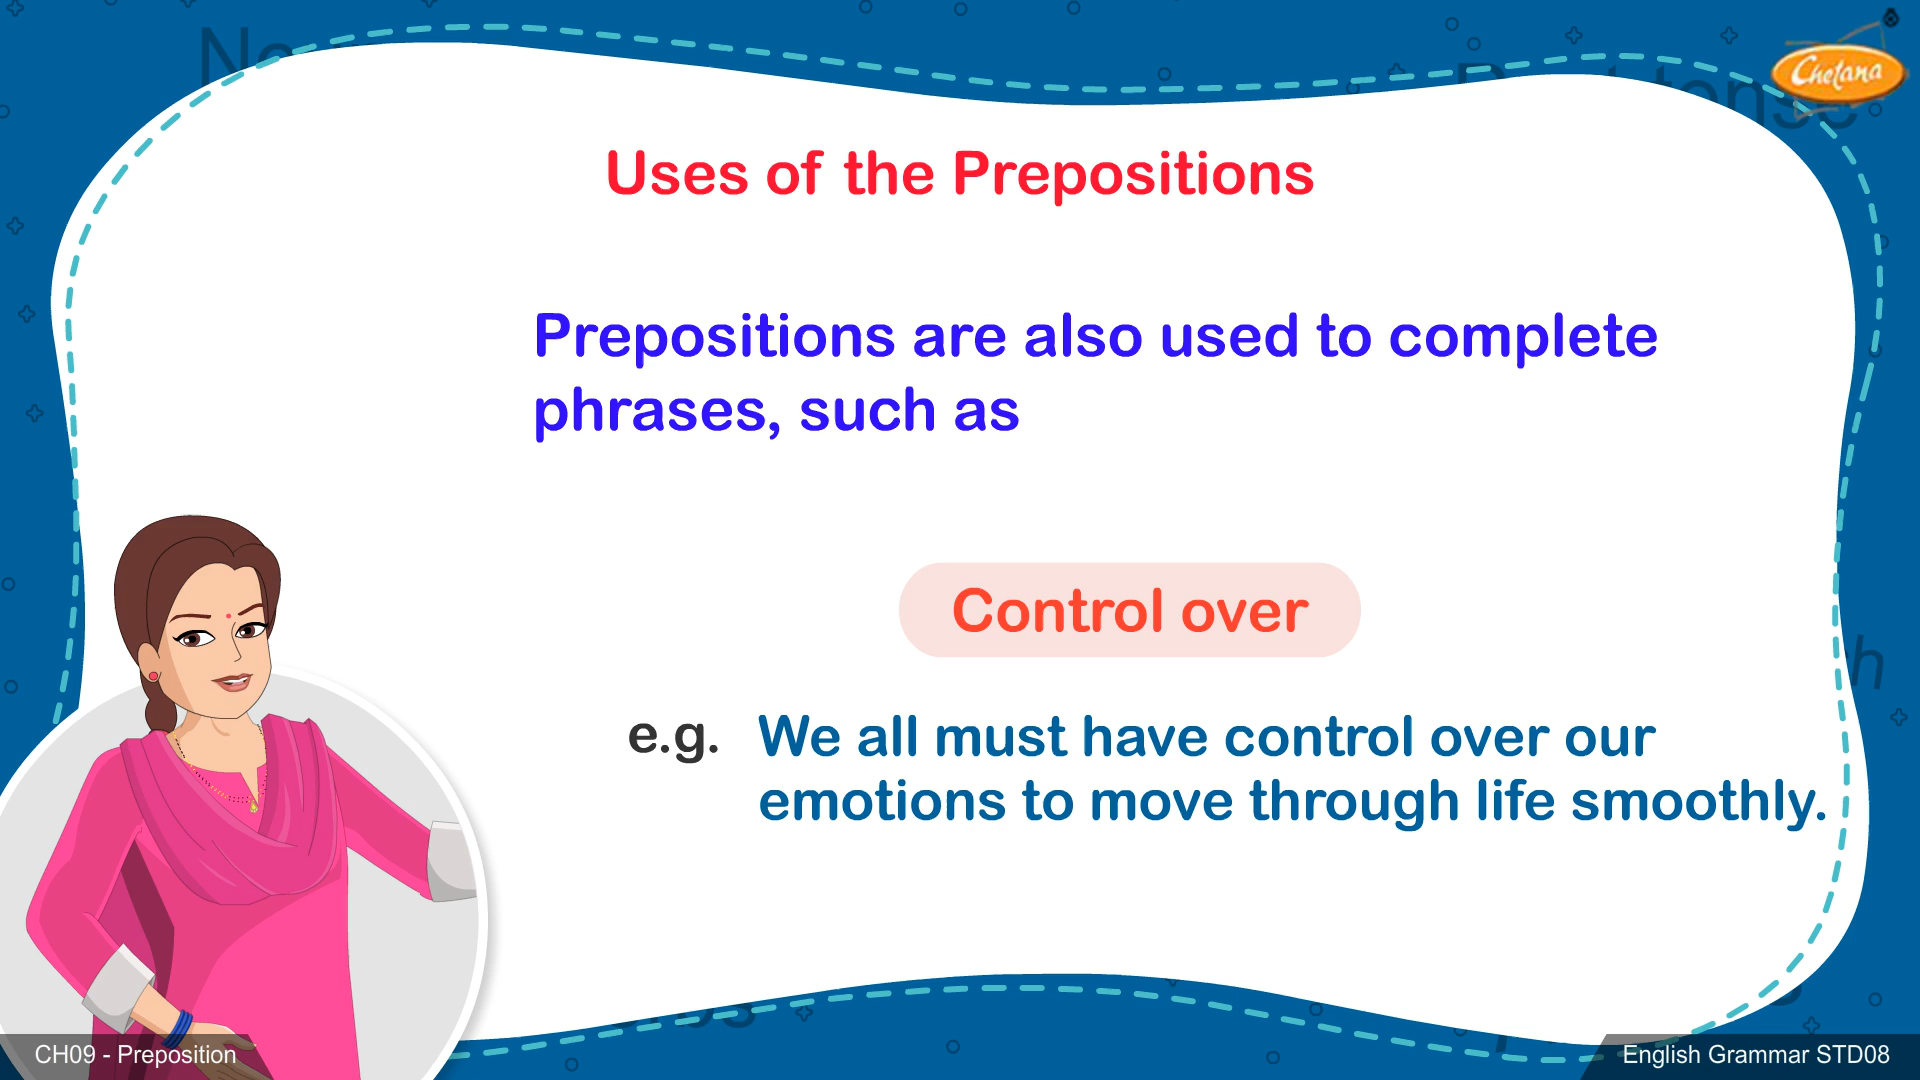 Chetana
Uses of the Prepositions
Prepositions are also used to complete
phrases, such as
Control over
e.g. We all must have control over our
emotions to move through life smoothly.
CH09 - Preposition
English Grammar STD08